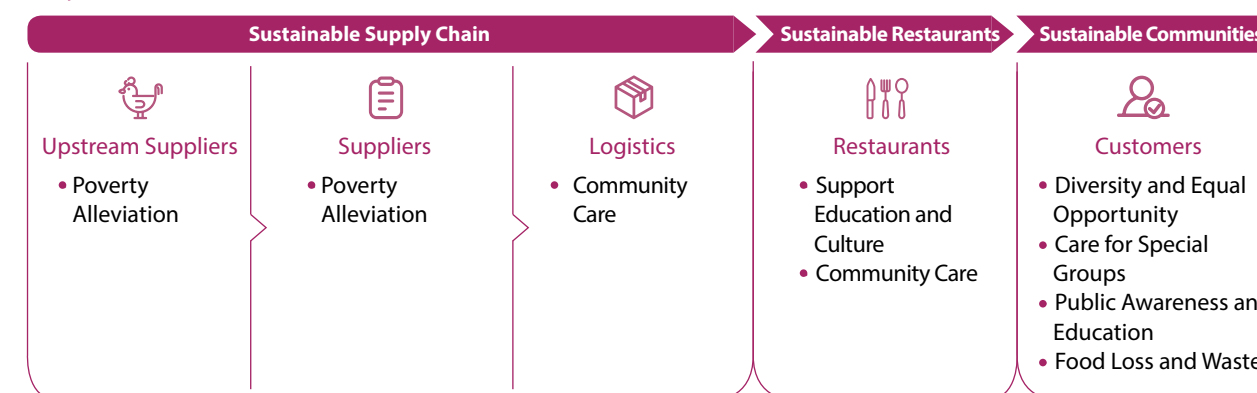 Sustainable Supply Chain
Sustainable Restaurants
Sustainable Communities
Upstream Suppliers
• Poverty
Alleviation
Suppliers
• Poverty
Alleviation
Logistics
• Community
Care
Restaurants
• Support
Education and
Culture
• Community Care
Customers
• Diversity and Equal
Opportunity
• Care for Special
Groups
• Public Awareness an
Education
• Food Loss and Waste